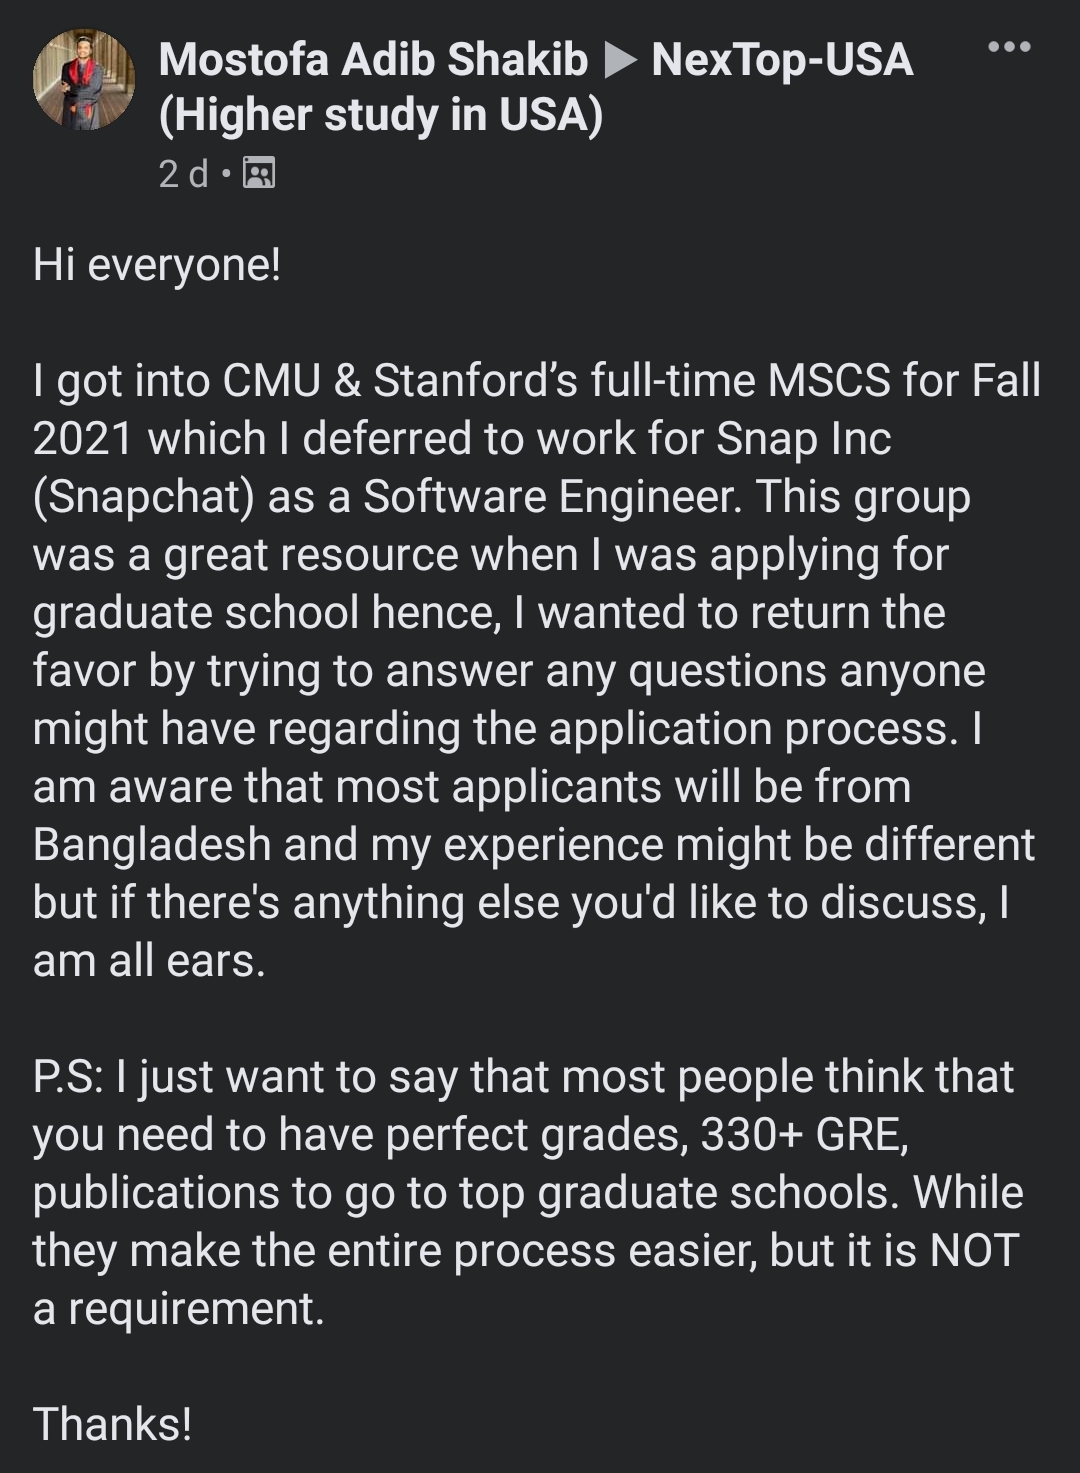 Mostofa Adib Shakib ▶ NexTop-USA
(Higher study in USA)
2 d •
Hi everyone!
I got into CMU & Stanford’s full-time MSCS for Fall
2021 which I deferred to work for Snap Inc
(Snapchat) as a Software Engineer. This group
was a great resource when I was applying for
graduate school hence, I wanted to return the
favor by trying to answer any questions anyone
might have regarding the application process. I
am aware that most applicants will be from
Bangladesh and my experience might be different
but if there's anything else you'd like to discuss, I
am all ears.
P.S: I just want to say that most people think that
you need to have perfect grades, 330+ GRE,
publications to go to top graduate schools. While
they make the entire process easier, but it is NOT
a requirement.
Thanks!